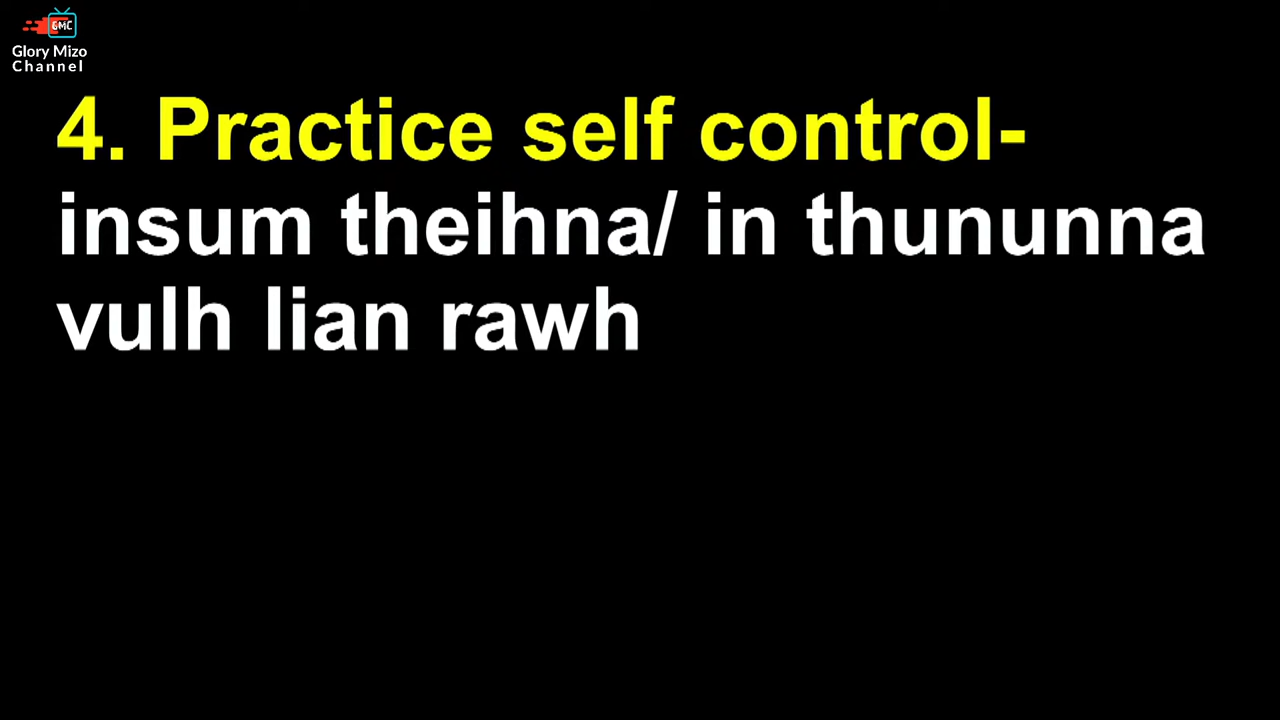 GMC
Glory Mizo
Channel
4. Practice self control-
insum theihna/ in thununna
vulh lian rawh